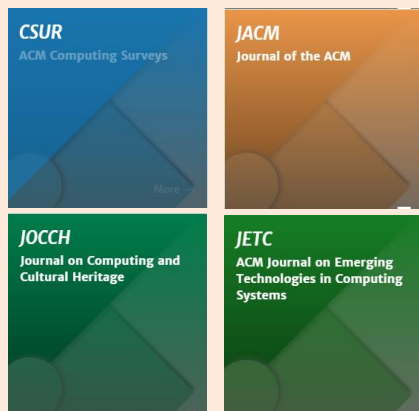 CSUR
ACM Computing Surveys
More →
JACM
Journal of the ACM
JOCCH
Journal on Computing and
Cultural Heritage
JETC
ACM Journal on Emerging
Technologies in Computing
Systems